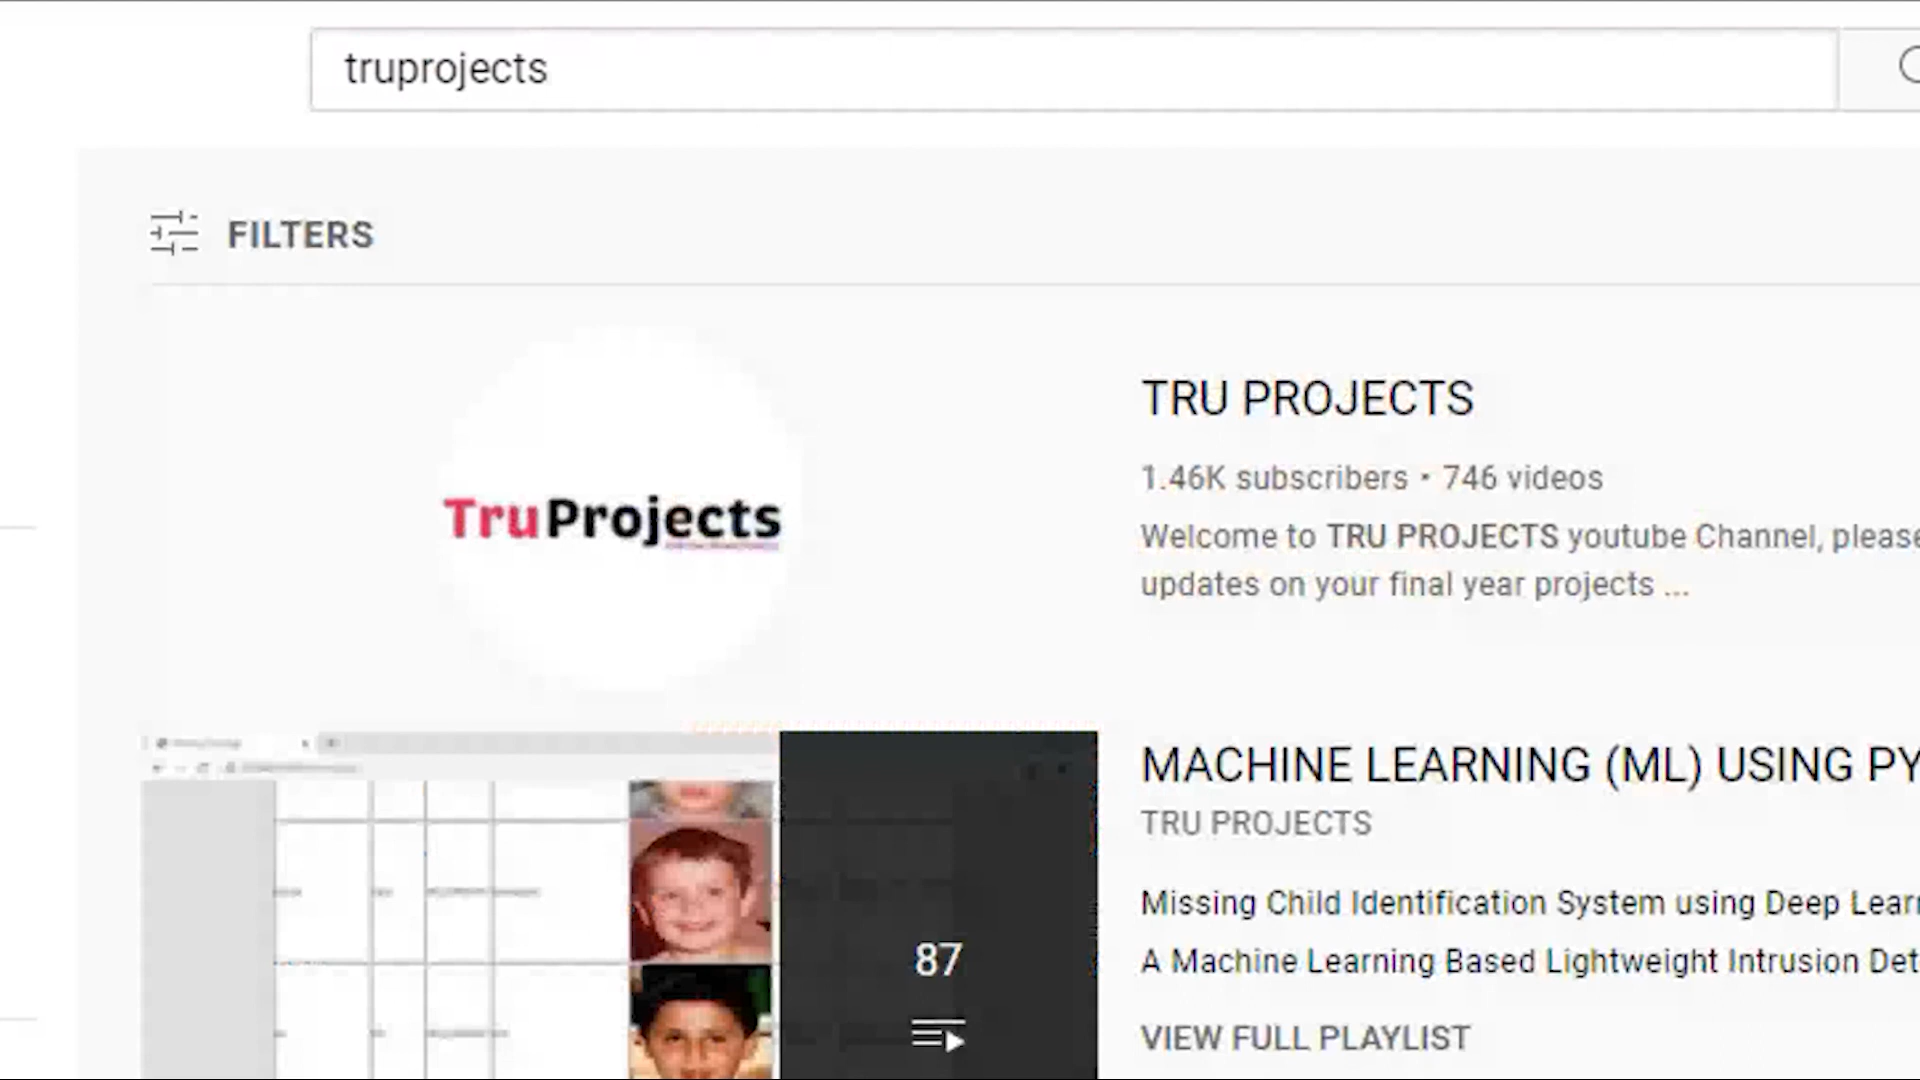 truprojects
FILTERS
TruProjects
TRU PROJECTS
1.46K subscribers • 746 videos
Welcome to TRU PROJECTS youtube Channel, please
updates on your final year projects ...
MACHINE LEARNING (ML) USING PY
TRU PROJECTS
Missing Child Identification System using Deep Learn
A Machine Learning Based Lightweight Intrusion Det
87
VIEW FULL PLAYLIST